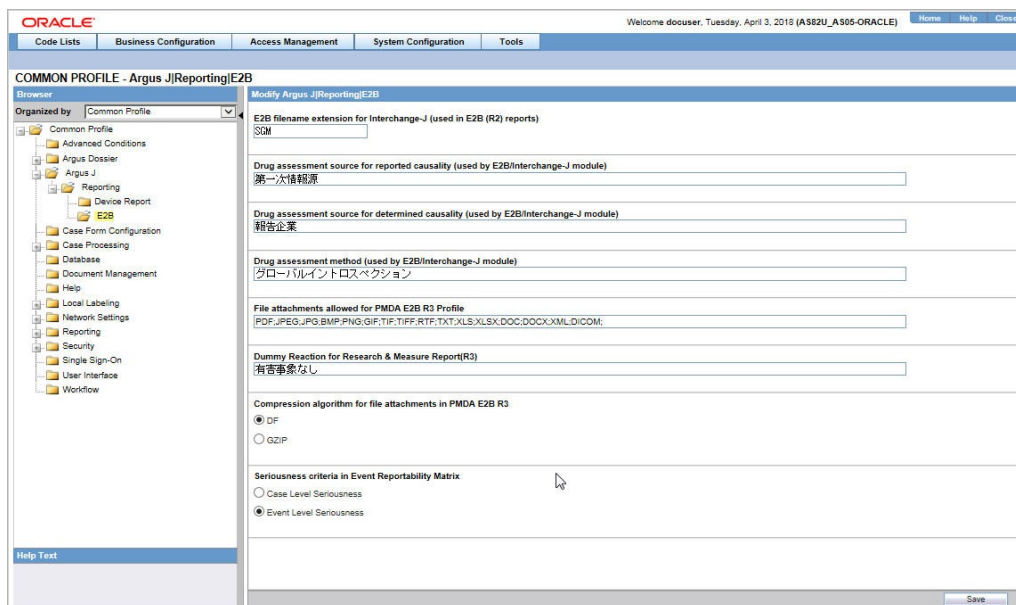 ORACLE
Welcome docuser, Tuesday, April 3, 2018 (AS82U_AS05-ORACLE)
Home Help Close
Code Lists Business Configuration Access Management System Configuration Tools
COMMON PROFILE - Argus J|Reporting|E2B
Browser
Organized by Common Profile
Common Profile
Advanced Conditions
Argus Dossier
Argus J
Reporting
Device Report
E2B
Case Form Configuration
Case Processing
Database
Document Management
Help
Local Labeling
Network Settings
Reporting
Security
Single Sign-On
User Interface
Workflow
Help Text
Modify Argus J|Reporting|E2B
E2B filename extension for Interchange-J (used in E2B (R2) reports)
SGM
Drug assessment source for reported causality (used by E2B/Interchange-J module)
第一次情報源
Drug assessment source for determined causality (used by E2B/Interchange-J module)
報告企業
Drug assessment method (used by E2B/Interchange-J module)
グローバルイントロスペクション
File attachments allowed for PMDA E2B R3 Profile
PDF;JPEG;JPG;BMP;PNG;GIF;TIF;TIFF;RTF;TXT;XLS;XLSX;DOC;DOCX;XML;DICOM;
Dummy Reaction for Research & Measure Report(R3)
有害事象なし
Compression algorithm for file attachments in PMDA E2B R3
DF
GZIP
Seriousness criteria in Event Reportability Matrix
Case Level Seriousness
Event Level Seriousness
Save